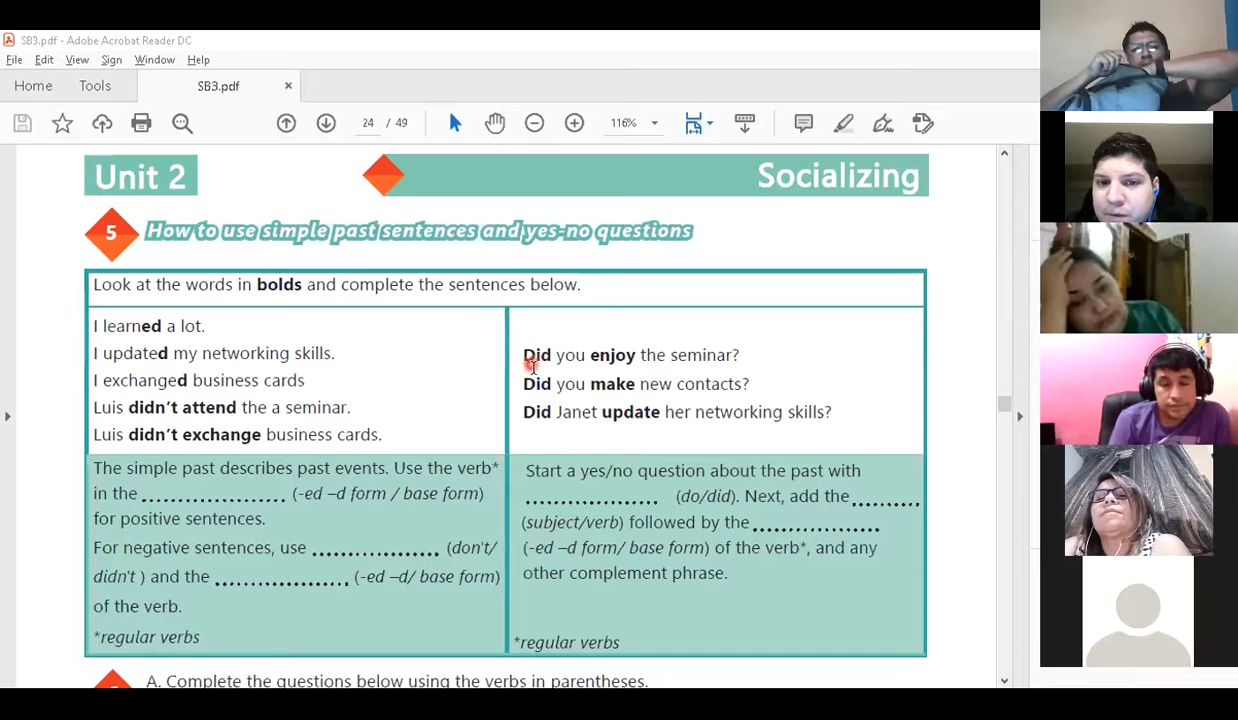 SB3.pdf - Adobe Acrobat Reader DC
File Edit View Sign Window Help
Home Tools SB3.pdf ×
24 / 49 116%
Unit 2 Socializing
5 How to use simple past sentences and yes-no questions
Look at the words in bolds and complete the sentences below.
I learned a lot.
I updated my networking skills.
I exchanged business cards
Luis didn't attend the a seminar.
Luis didn't exchange business cards.
Did you enjoy the seminar?
Did you make new contacts?
Did Janet update her networking skills?
The simple past describes past events. Use the verb*
in the ........................ (-ed –d form / base form)
for positive sentences.
For negative sentences, use ..................... (don't/
didn't ) and the ...................... (-ed –d/ base form)
of the verb.
*regular verbs
Start a yes/no question about the past with
...................... (do/did). Next, add the ...........
(subject/verb) followed by the .....................
(-ed –d form/ base form) of the verb*, and any
other complement phrase.
*regular verbs
A. Complete the questions below using the verbs in parentheses.